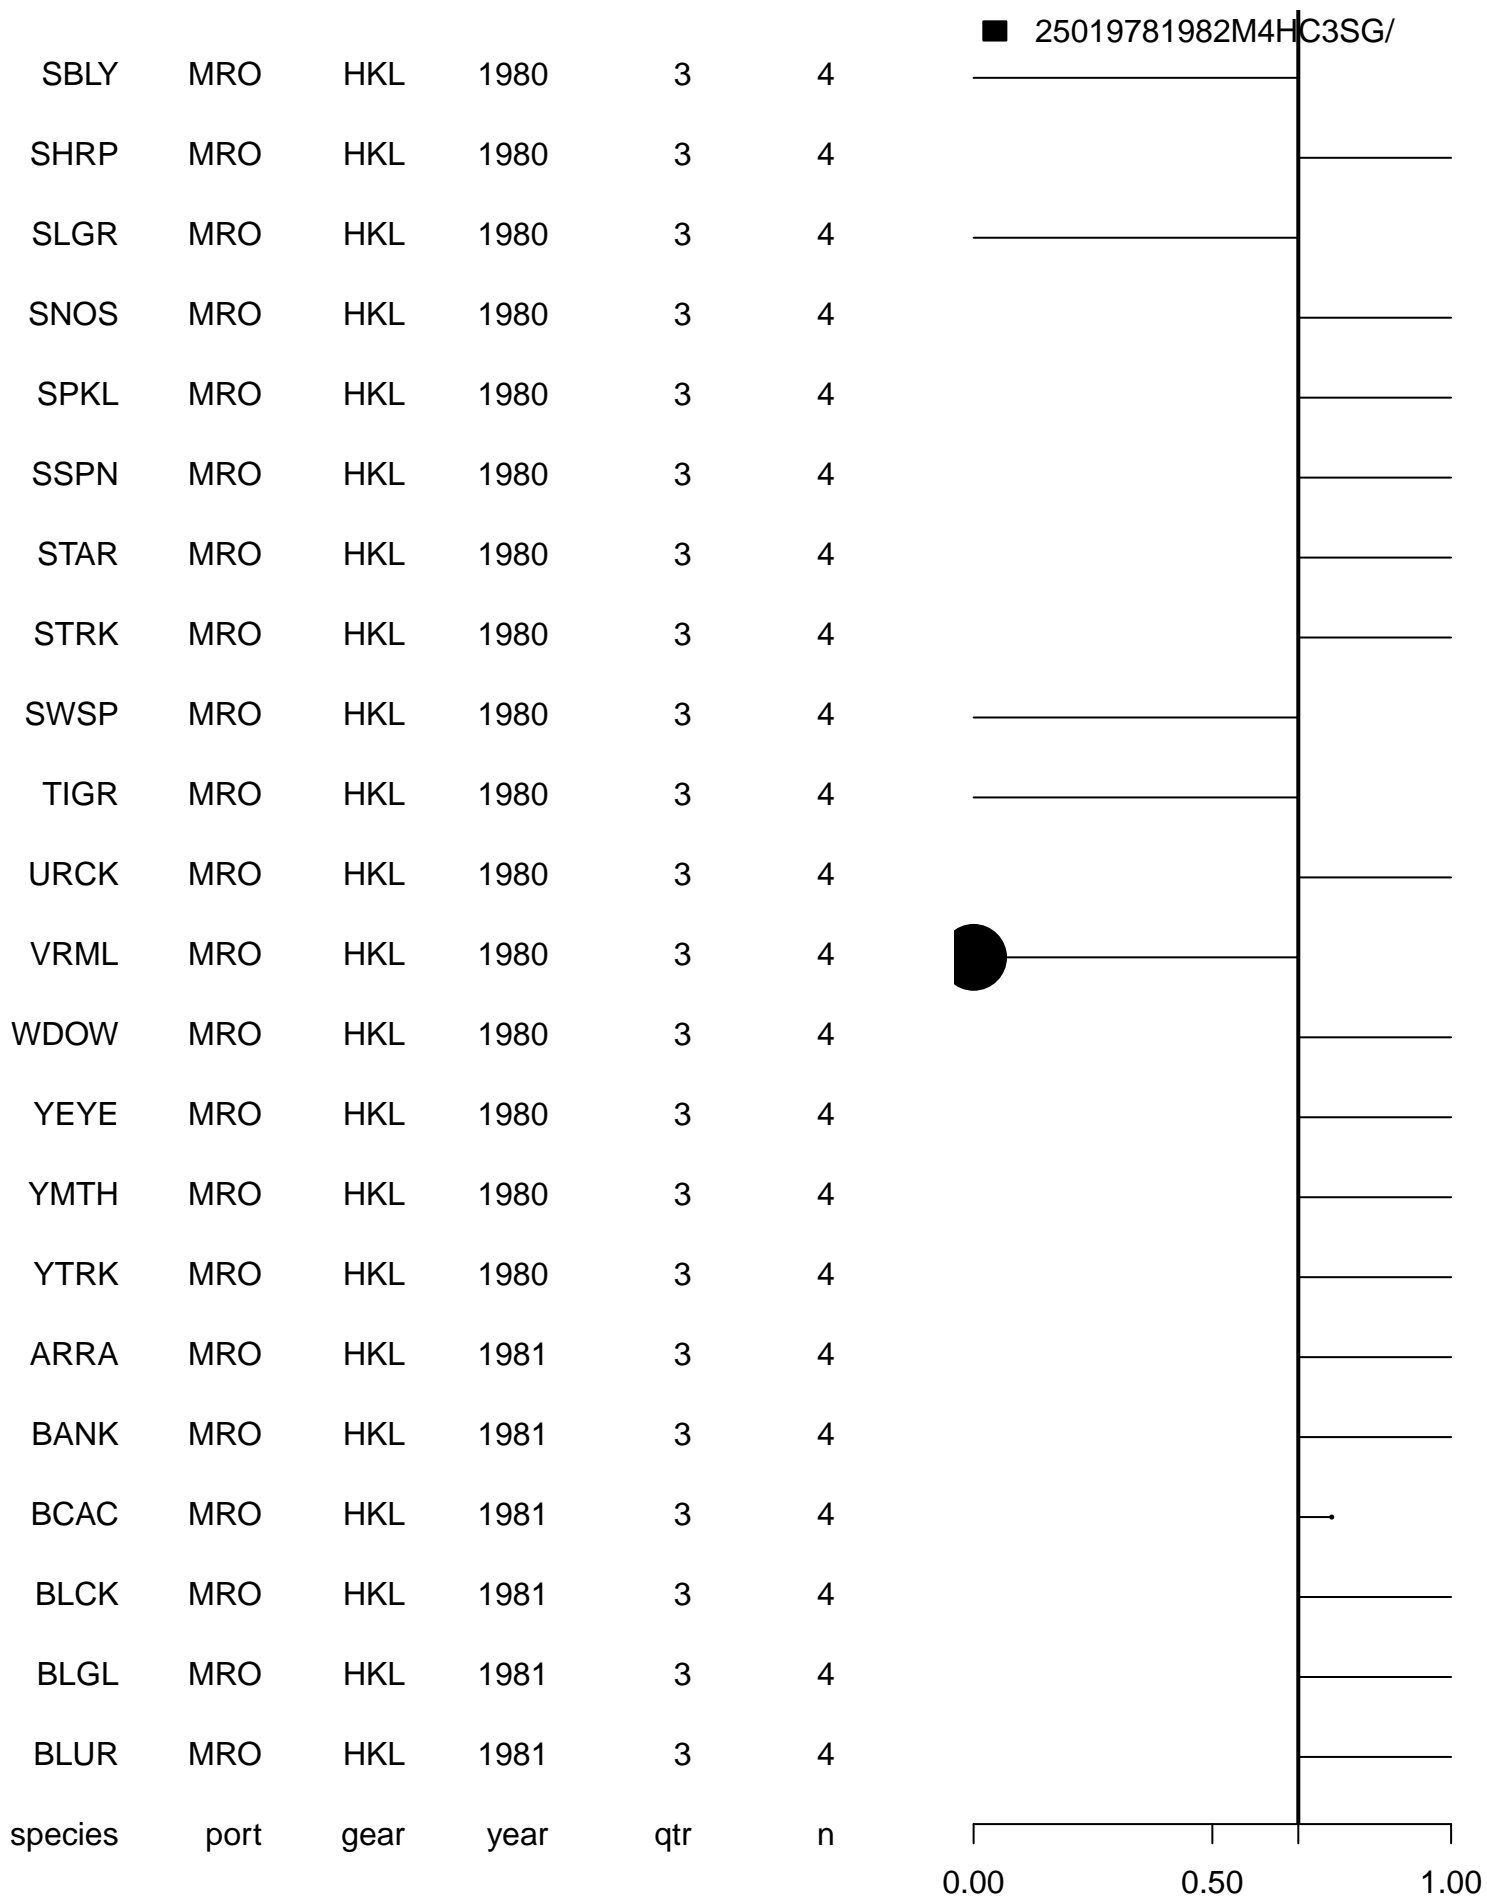 25019781982M4HC3SG/
SBLY MRO HKL 1980 3 4
SHRP MRO HKL 1980 3 4
SLGR MRO HKL 1980 3 4
SNOS MRO HKL 1980 3 4
SPKL MRO HKL 1980 3 4
SSPN MRO HKL 1980 3 4
STAR MRO HKL 1980 3 4
STRK MRO HKL 1980 3 4
SWSP MRO HKL 1980 3 4
TIGR MRO HKL 1980 3 4
URCK MRO HKL 1980 3 4
VRML MRO HKL 1980 3 4
WDOW MRO HKL 1980 3 4
YEYE MRO HKL 1980 3 4
YMTH MRO HKL 1980 3 4
YTRK MRO HKL 1980 3 4
ARRA MRO HKL 1981 3 4
BANK MRO HKL 1981 3 4
BCAC MRO HKL 1981 3 4
BLCK MRO HKL 1981 3 4
BLGL MRO HKL 1981 3 4
BLUR MRO HKL 1981 3 4
species port gear year qtr n
0.00 0.50 1.00